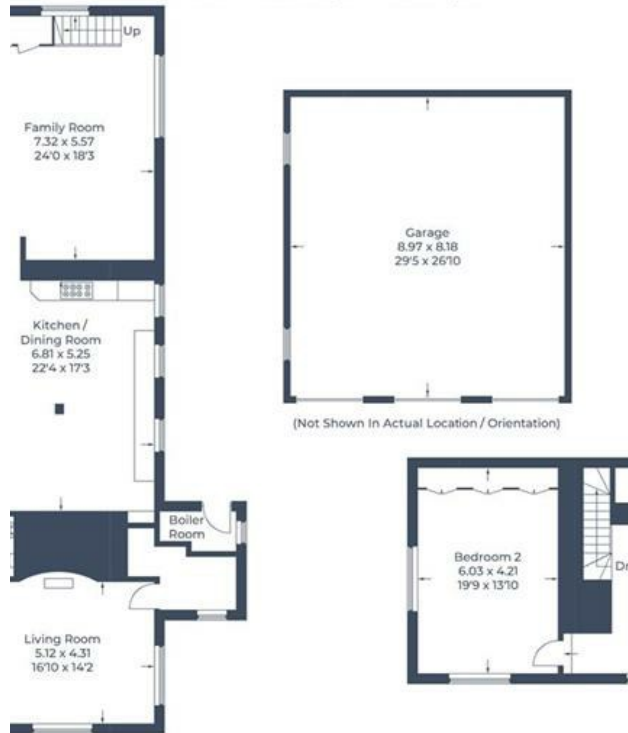 Up
Family Room
7.32 x 5.57
24'0 x 18'3
Garage
8.97 x 8.18
29'5 x 26'10
Kitchen /
Dining Room
6.81 x 5.25
22'4 x 17'3
(Not Shown In Actual Location / Orientation)
Boiler
Room
Bedroom 2
6.03 x 4.21
19'9 x 13'10
Dr
Living Room
5.12 x 4.31
16'10 x 14'2